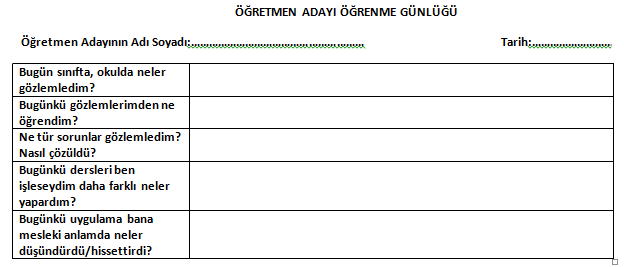 ÖĞRETMEN ADAYI ÖĞRENME GÜNLÜĞÜ
Öğretmen Adayının Adı Soyadı:,,,,,,,,,,,,,,,,,,,,,,,,,,,,,,,,,,,,,,,,,,,,,,,,,, Tarih:,,,,,,,,,,,,,,,,,,,,,,
Bugün sınıfta, okulda neler
gözlemledim?
Bugünkü gözlemlerimden ne
öğrendim?
Ne tür sorunlar gözlemledim?
Nasıl çözüldü?
Bugünkü dersleri ben
işleseydim daha farklı neler
yapardım?
Bugünkü uygulama bana
mesleki anlamda neler
düşündürdü/hissettirdi?